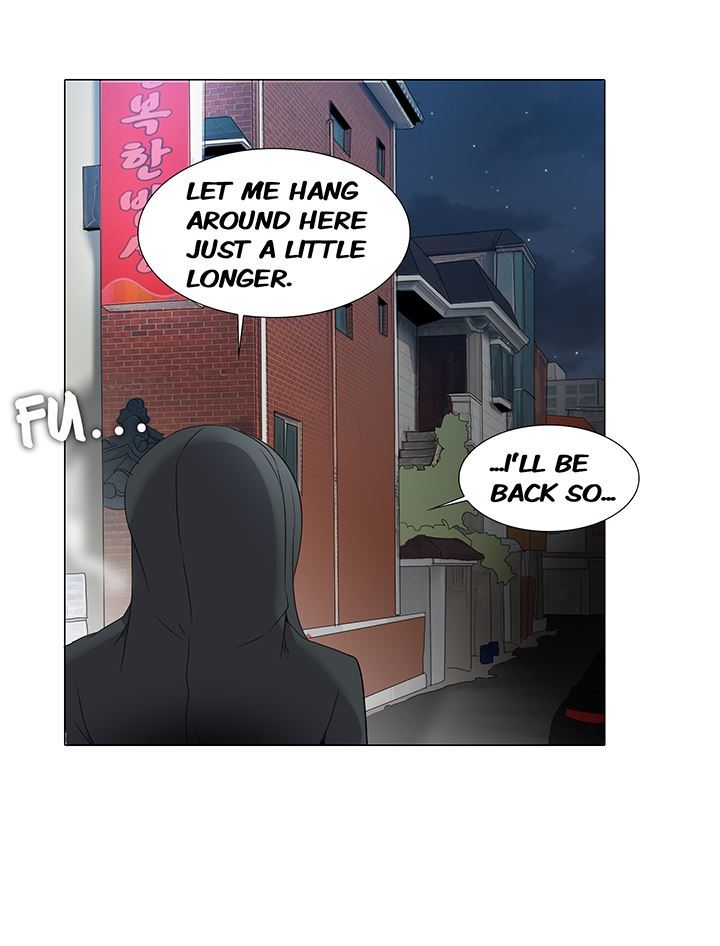 복
한
LET ME HANG
AROUND HERE
JUST A LITTLE
LONGER.
FU...
...I'LL BE
BACK SO...